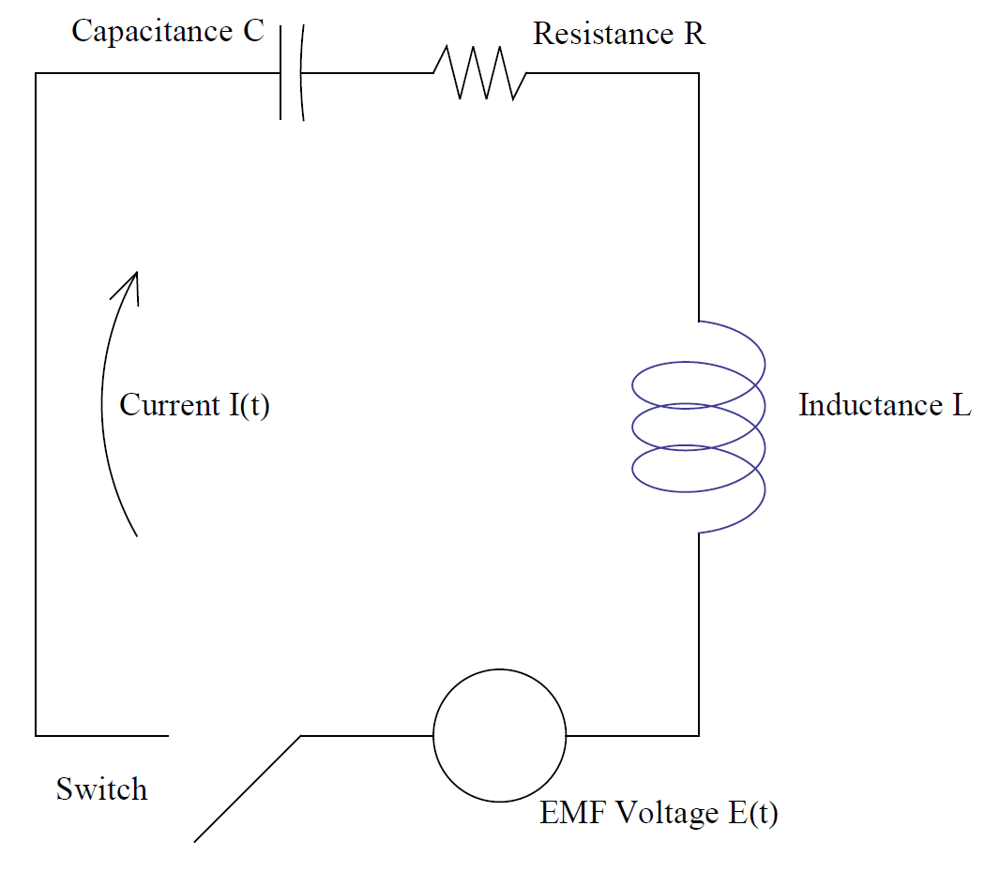 Capacitance C
Resistance R
Current I(t)
Inductance L
Switch
EMF Voltage E(t)